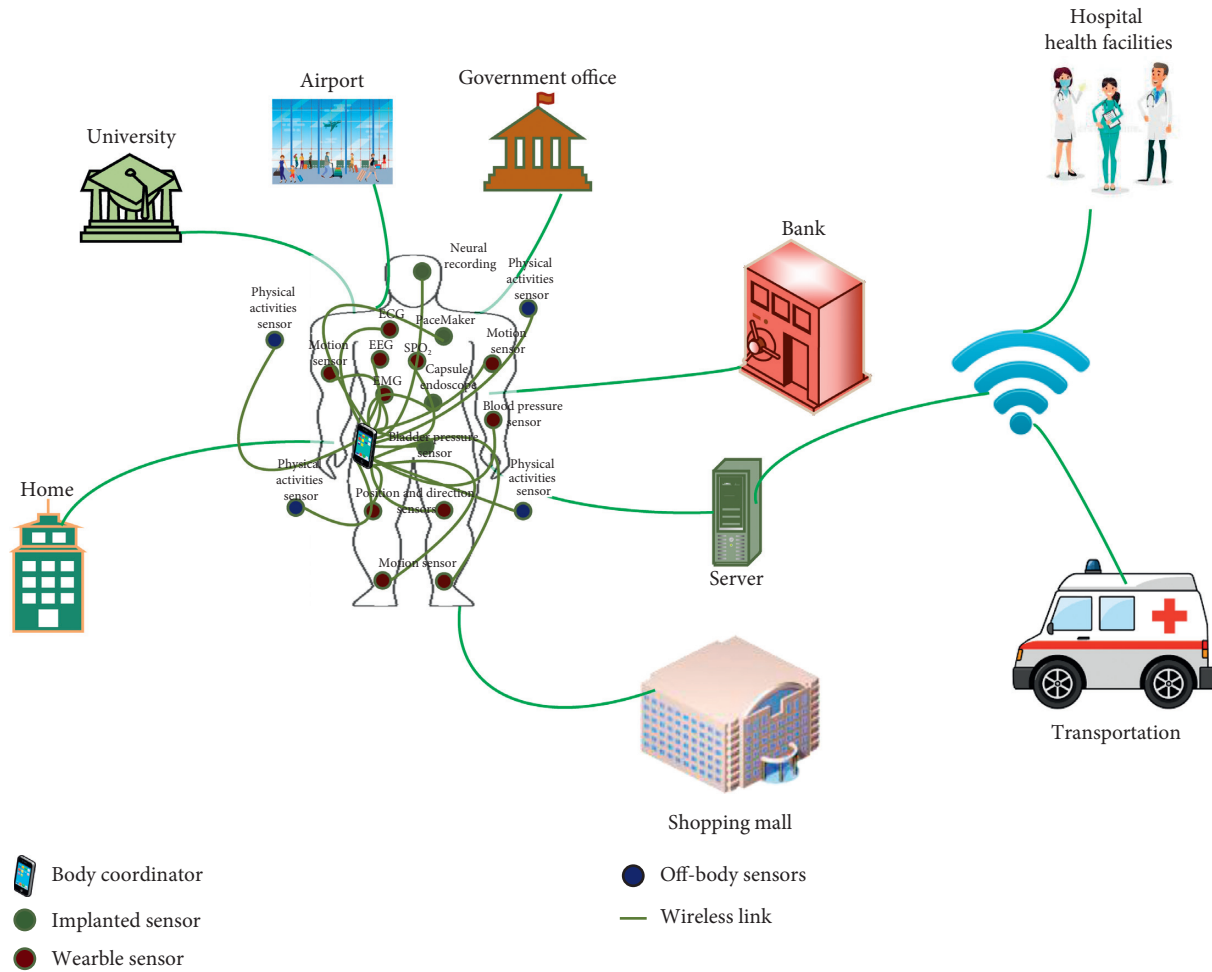 Hospital
health facilities
Government office
Airport
University
Bank
Neural
recording
Physical
activities
sensor
Physical
activities
sensor
ECG
PaceMaker
Motion
sensor
EEG
SPO₂
Motion
sensor
Capsule
endoscope
EMG
Blood pressure
sensor
Bladder pressure
sensor
Physical
activities
sensor
Physical
activities
sensor
Position and direction
sensors
Home
Motion sensor
Server
Transportation
Shopping mall
Body coordinator
Implanted sensor
Wearble sensor
Off-body sensors
Wireless link